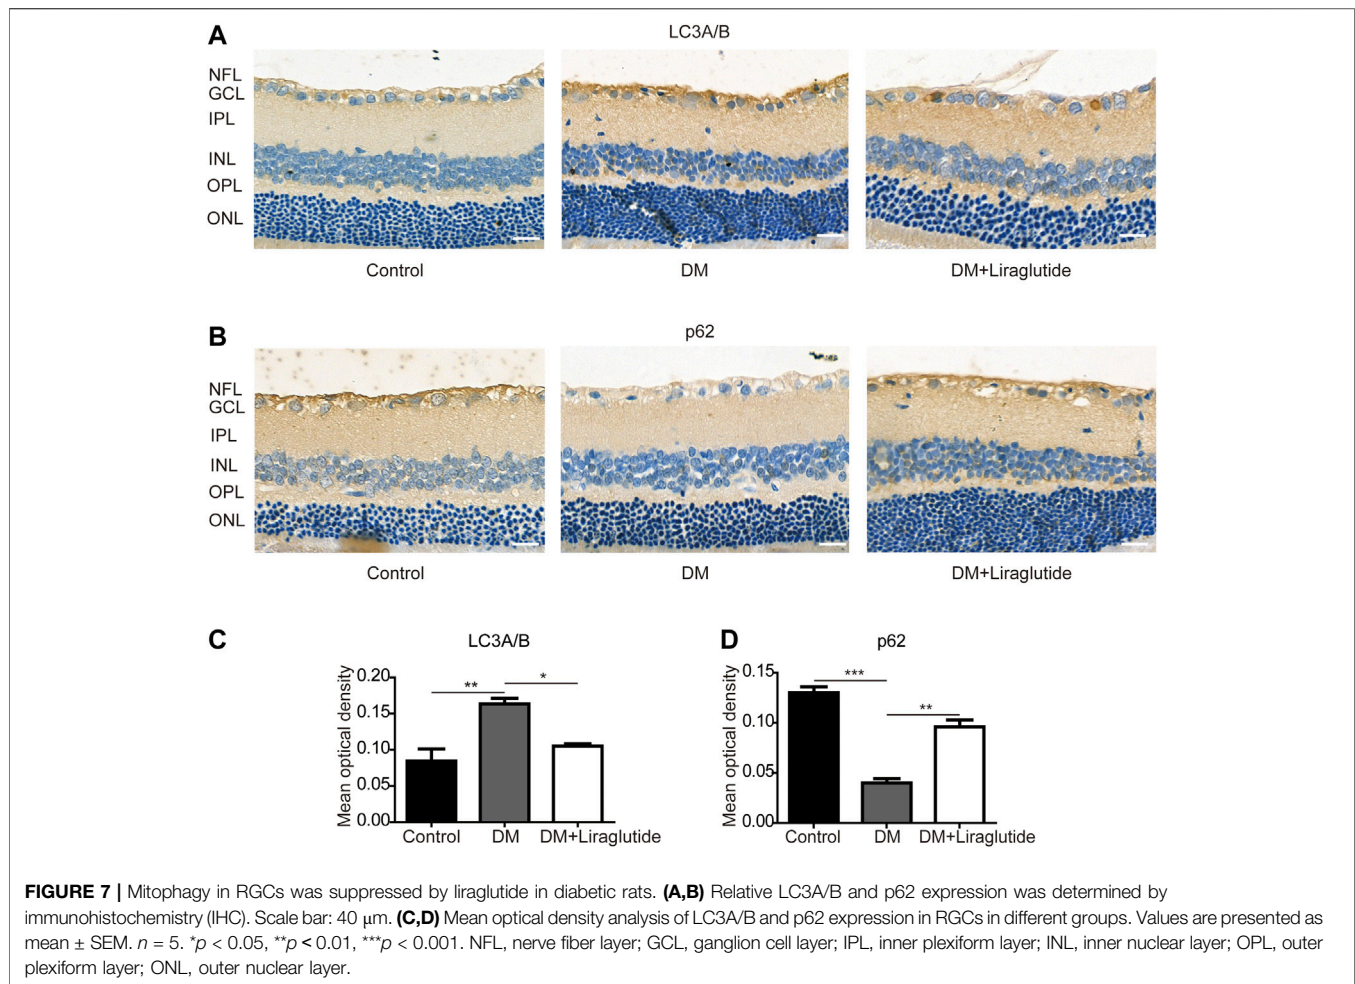 A
LC3A/B
NFL
GCL
IPL
INL
OPL
ONL
Control
DM
DM+Liraglutide
B
p62
NFL
GCL
IPL
INL
OPL
ONL
Control
DM
DM+Liraglutide
C
LC3A/B
Mean optical density
0.20
0.15
0.10
0.05
0.00
**
*
Control
DM
DM+Liraglutide
D
p62
Mean optical density
0.15
0.10
0.05
0.00
***
**
Control
DM
DM+Liraglutide
FIGURE 7 | Mitophagy in RGCs was suppressed by liraglutide in diabetic rats. (A,B) Relative LC3A/B and p62 expression was determined by
immunohistochemistry (IHC). Scale bar: 40 μm. (C,D) Mean optical density analysis of LC3A/B and p62 expression in RGCs in different groups. Values are presented as
mean ± SEM. n = 5. *p < 0.05, **p < 0.01, ***p < 0.001. NFL, nerve fiber layer; GCL, ganglion cell layer; IPL, inner plexiform layer; INL, inner nuclear layer; OPL, outer
plexiform layer; ONL, outer nuclear layer.